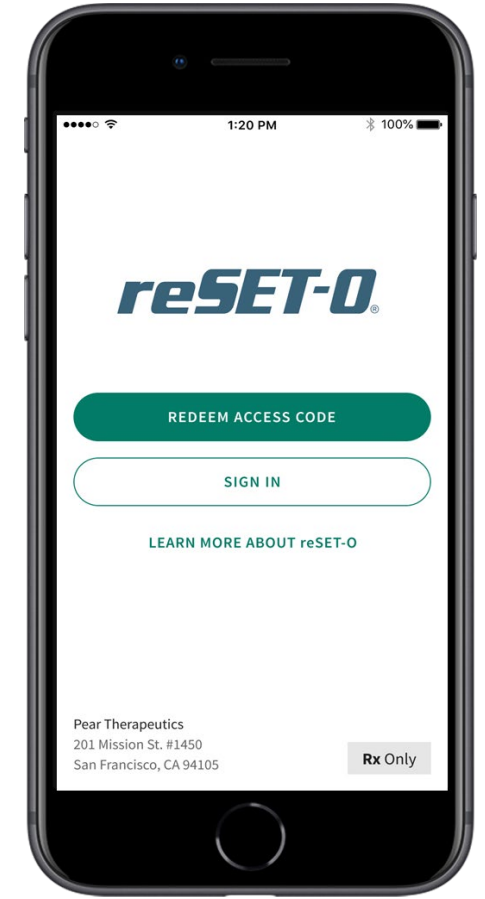 1:20 PM 100%
reSET-O®
REDEEM ACCESS CODE
SIGN IN
LEARN MORE ABOUT reSET-O
Pear Therapeutics
201 Mission St. #1450
San Francisco, CA 94105
Rx Only